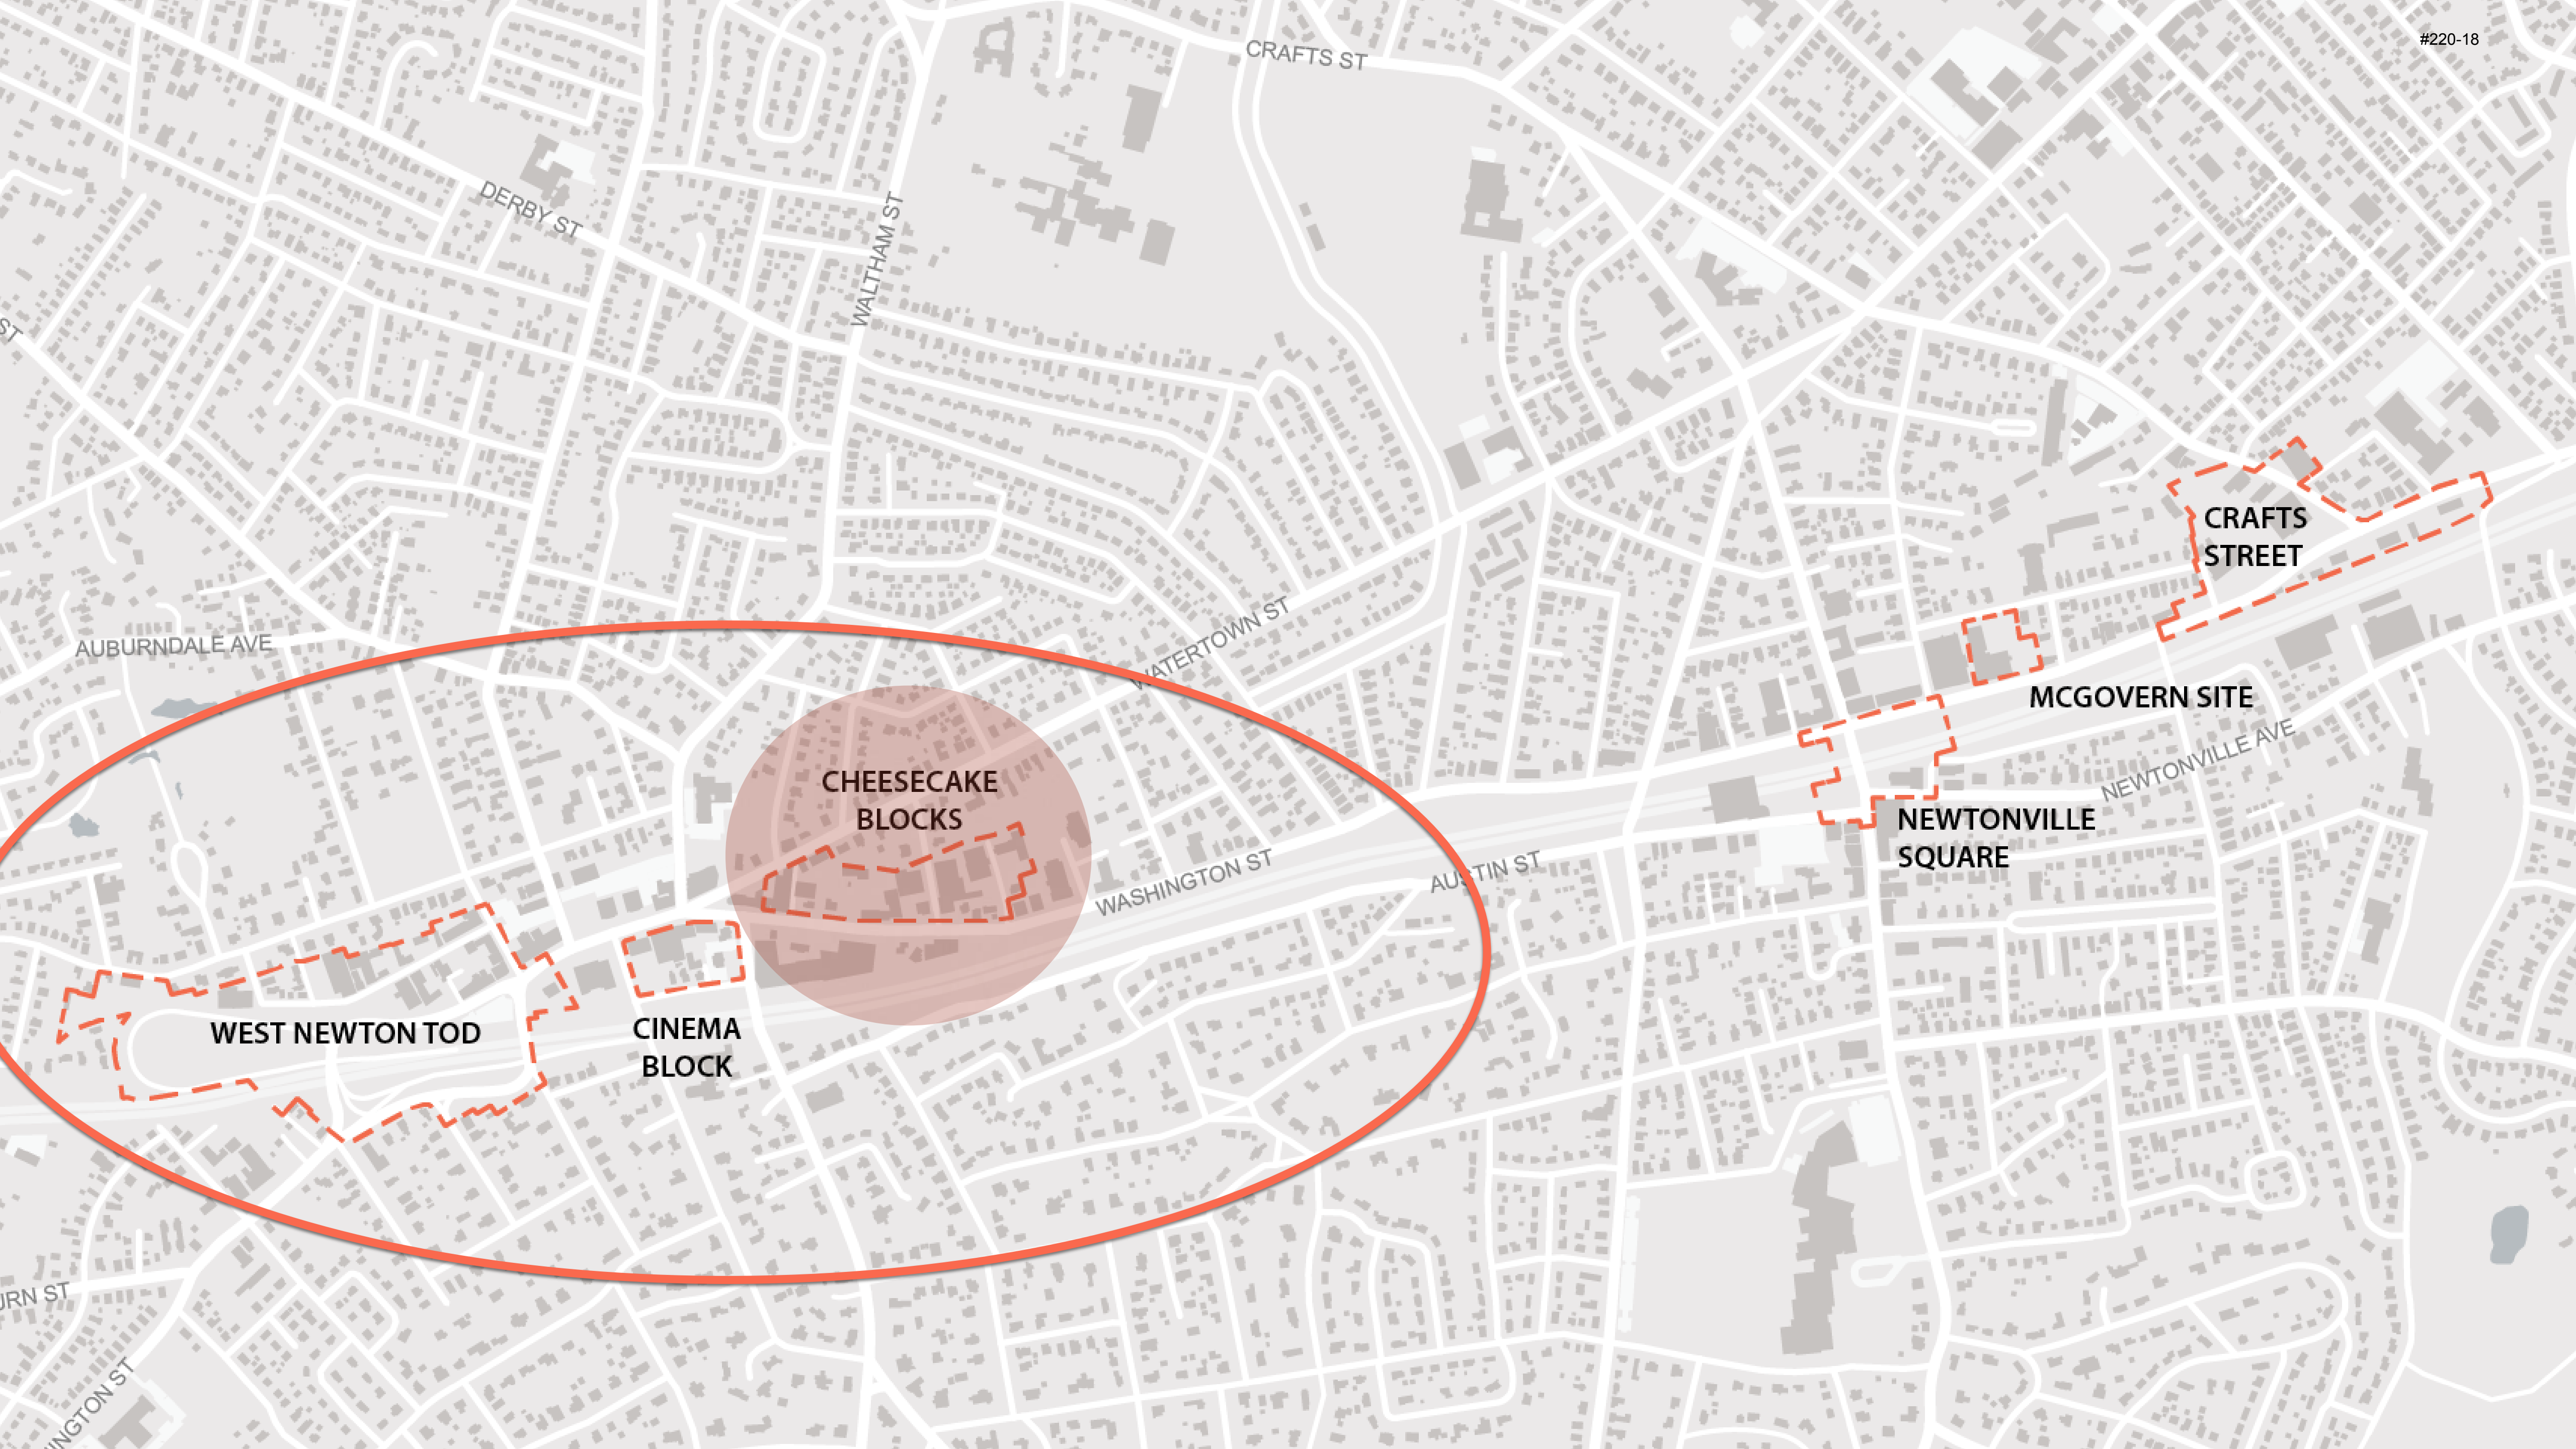 #220-18
CRAFTS ST
DERBY ST
WALTHAM ST
ST
CRAFTS
STREET
AUBURNDALE AVE
WATERTOWN ST
MCGOVERN SITE
NEWTONVILLE AVE
CHEESECAKE
BLOCKS
NEWTONVILLE
SQUARE
WASHINGTON ST
AUSTIN ST
WEST NEWTON TOD
CINEMA
BLOCK
URN ST
INGTON ST